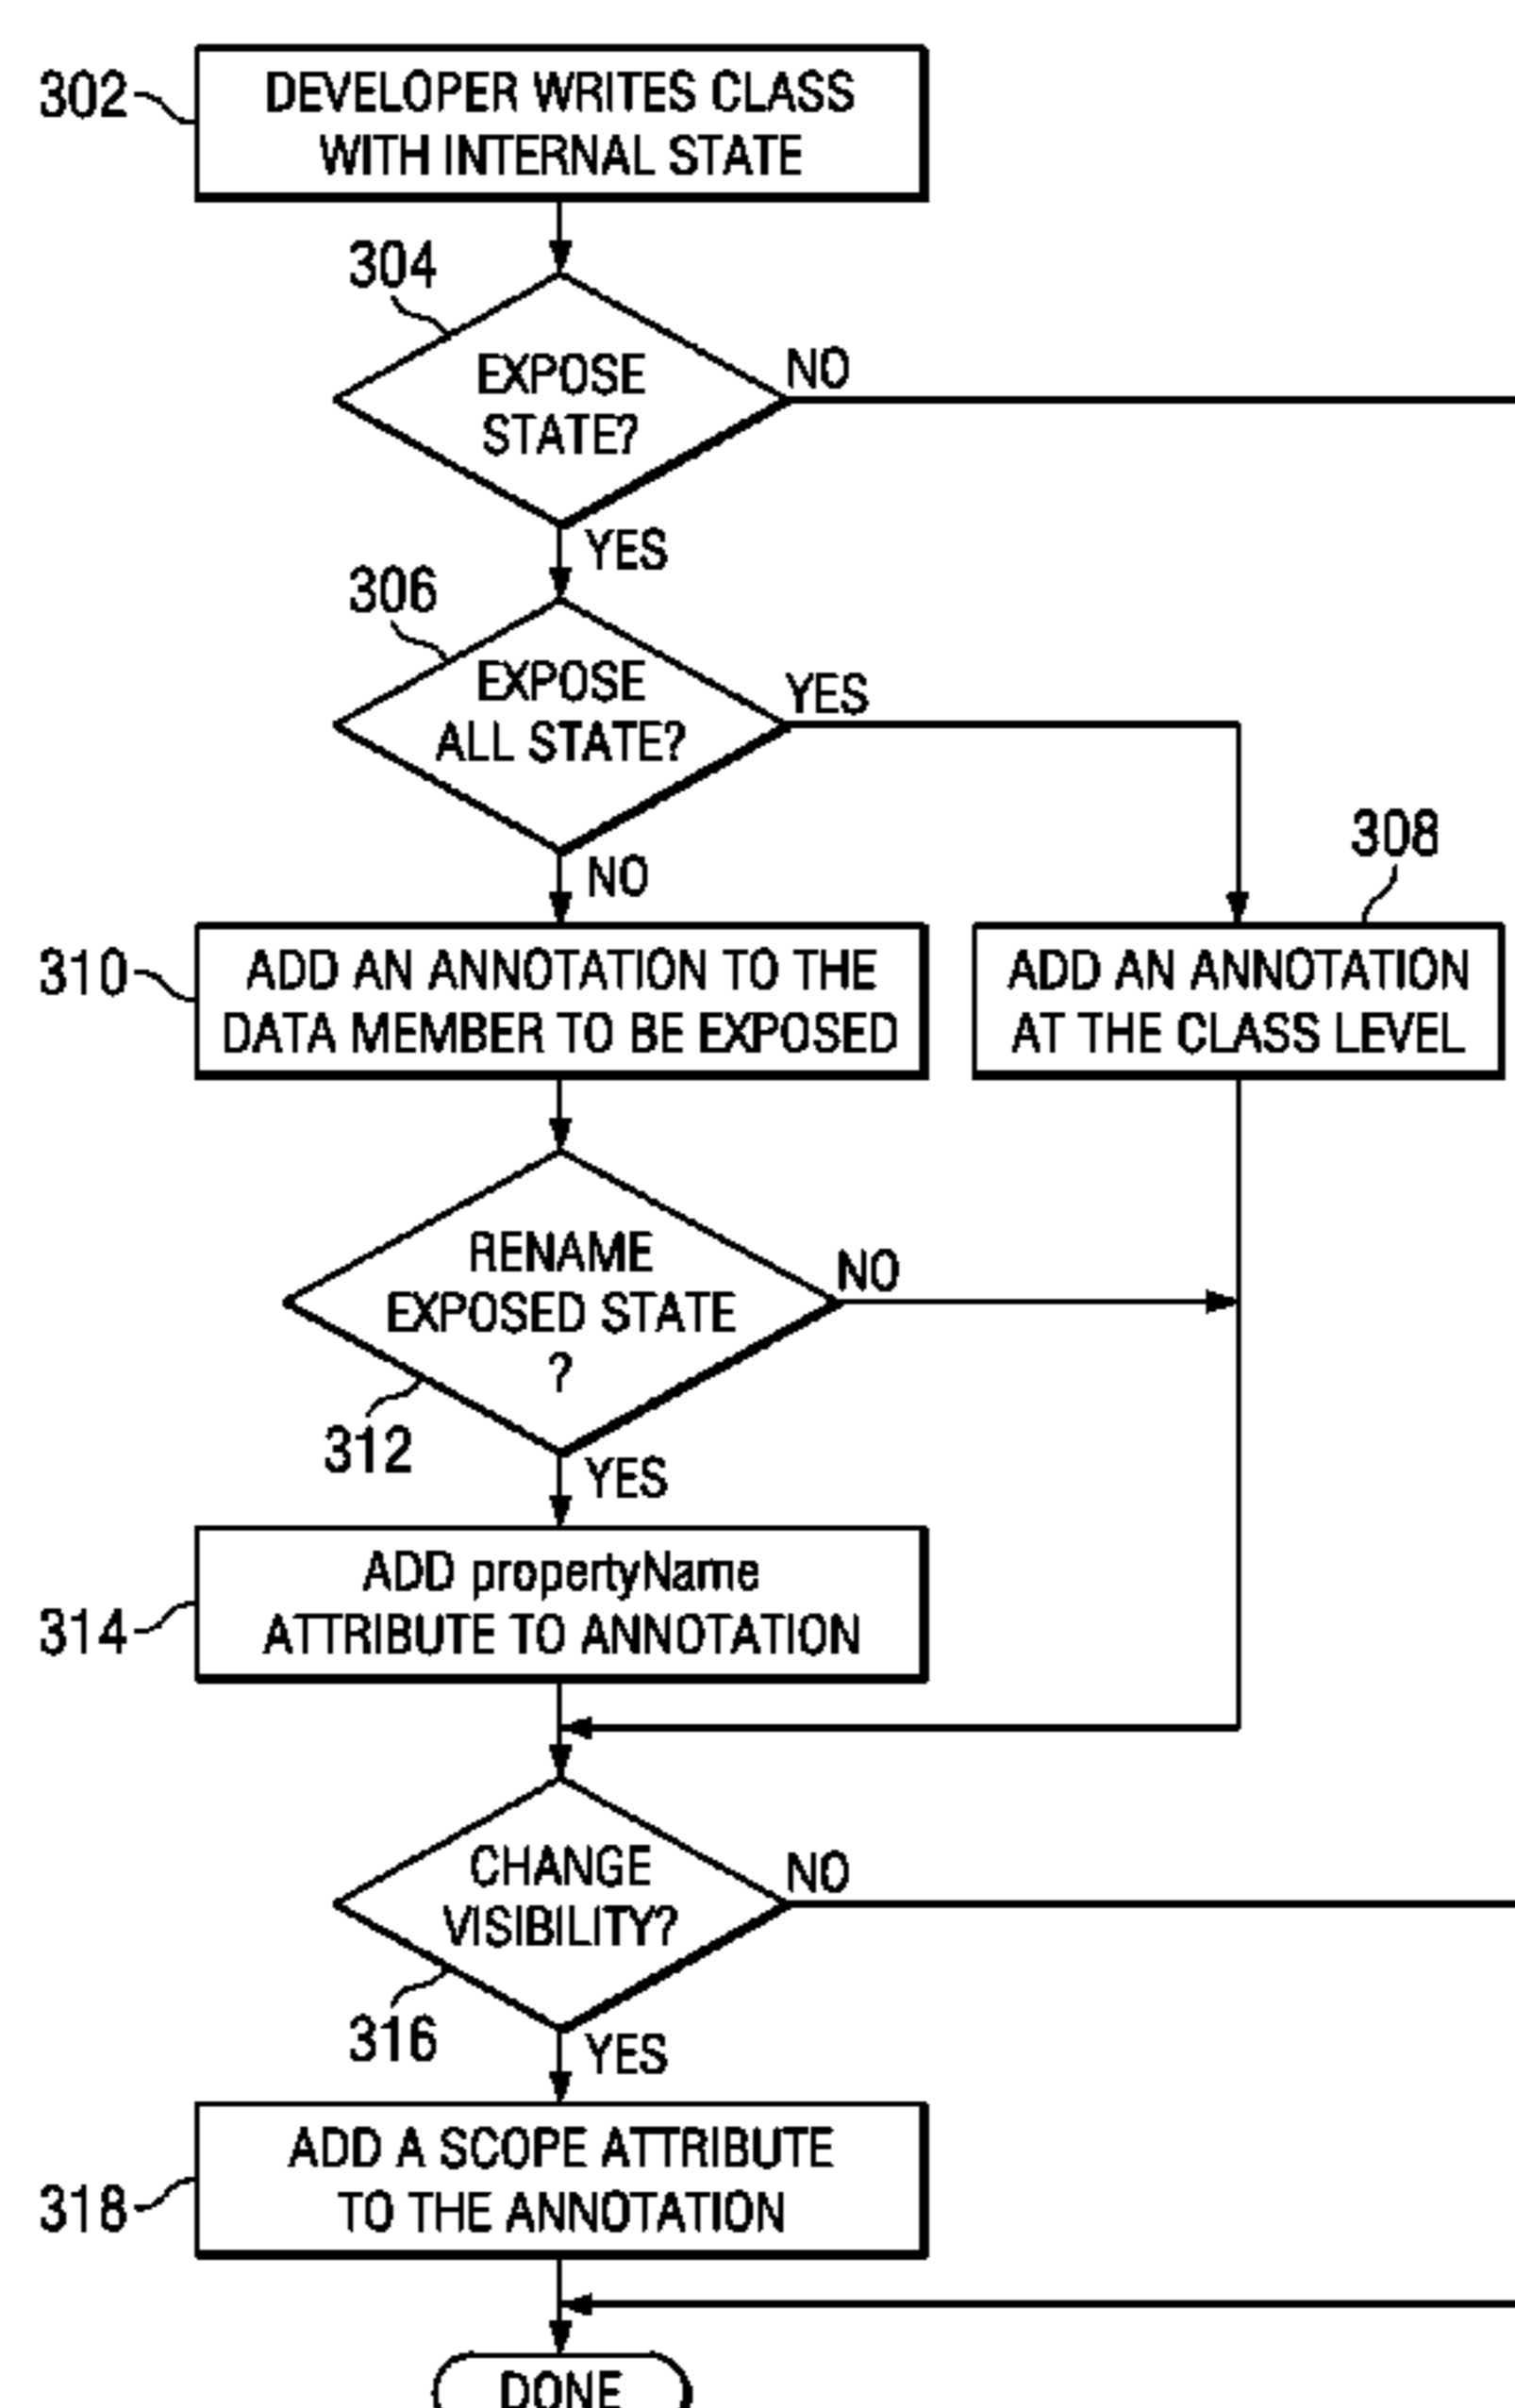 302
DEVELOPER WRITES CLASS
WITH INTERNAL STATE
304
EXPOSE
STATE?
NO
YES
306
EXPOSE
ALL STATE?
YES
NO
308
310
ADD AN ANNOTATION TO THE
DATA MEMBER TO BE EXPOSED
ADD AN ANNOTATION
AT THE CLASS LEVEL
RENAME
EXPOSED STATE
?
NO
312
YES
314
ADD propertyName
ATTRIBUTE TO ANNOTATION
CHANGE
VISIBILITY?
NO
316
YES
318
ADD A SCOPE ATTRIBUTE
TO THE ANNOTATION
DONE